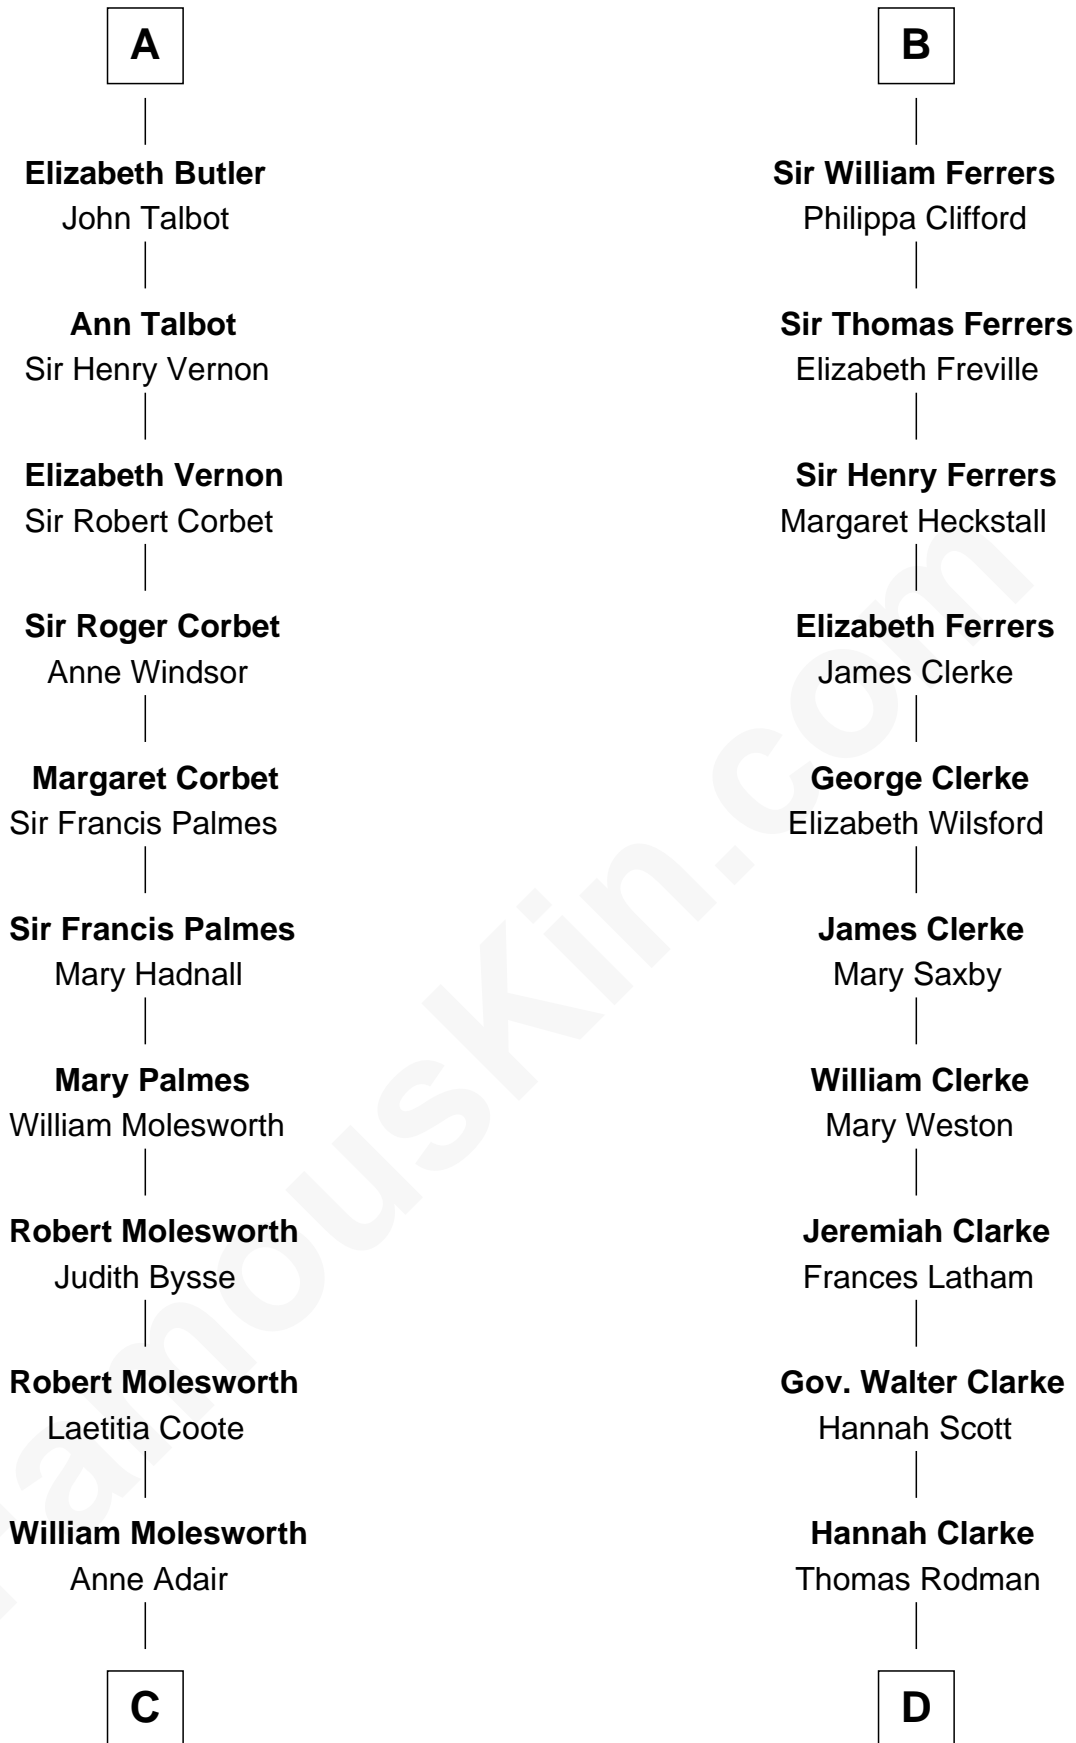 A
Elizabeth Butler
John Talbot
Ann Talbot
Sir Henry Vernon
Elizabeth Vernon
Sir Robert Corbet
Sir Roger Corbet
Anne Windsor
Margaret Corbet
Sir Francis Palmes
Sir Francis Palmes
Mary Hadnall
Mary Palmes
William Molesworth
Robert Molesworth
Judith Bysse
Robert Molesworth
Laetitia Coote
William Molesworth
Anne Adair
C
B
Sir William Ferrers
Philippa Clifford
Sir Thomas Ferrers
Elizabeth Freville
Sir Henry Ferrers
Margaret Heckstall
Elizabeth Ferrers
James Clerke
George Clerke
Elizabeth Wilsford
James Clerke
Mary Saxby
William Clerke
Mary Weston
Jeremiah Clarke
Frances Latham
Gov. Walter Clarke
Hannah Scott
Hannah Clarke
Thomas Rodman
D
FamousKin.com